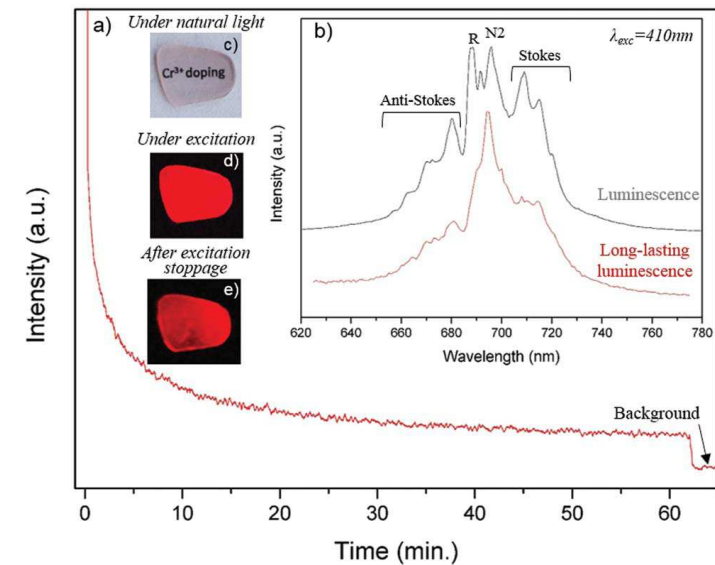 a)
Under natural light
c)
Cr³⁺ doping
Under excitation
d)
After excitation
stoppage
e)
b)
λexc=410nm
R
N2
Anti-Stokes
Stokes
Luminescence
Long-lasting
luminescence
Intensity (a.u.)
620 640 660 680 700 720 740 760 780
Wavelength (nm)
Background
Intensity (a.u.)
0 10 20 30 40 50 60
Time (min.)